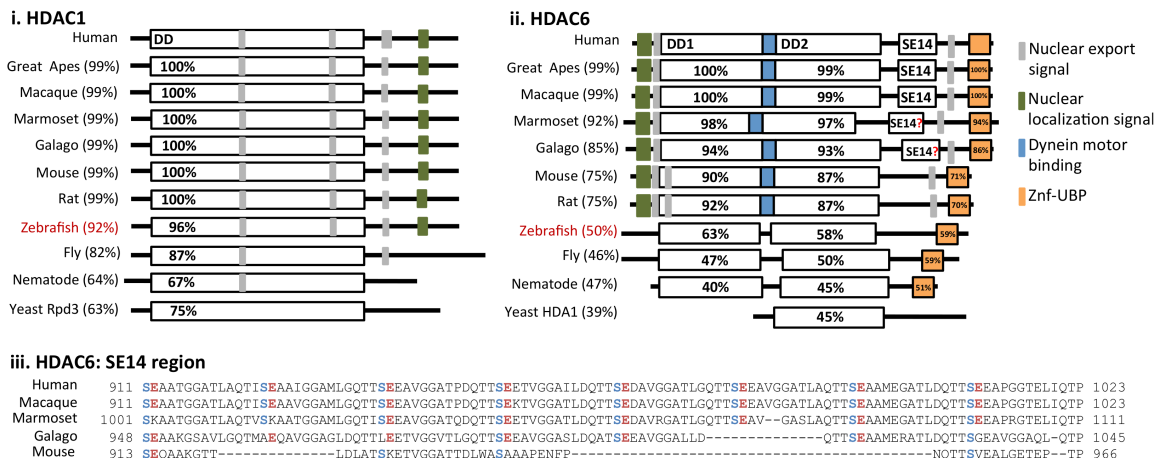 i. HDAC1
Human
DD
Great Apes (99%) 100%
Macaque (99%) 100%
Marmoset (99%) 100%
Galago (99%) 100%
Mouse (99%) 100%
Rat (99%) 100%
Zebrafish (92%) 96%
Fly (82%) 87%
Nematode (64%) 67%
Yeast Rpd3 (63%) 75%
ii. HDAC6
Human DD1 DD2 SE14
Great Apes (99%) 100% 99% SE14 100%
Macaque (99%) 100% 99% SE14 100%
Marmoset (92%) 98% 97% SE14? 94%
Galago (85%) 94% 93% SE14? 86%
Mouse (75%) 90% 87% 71%
Rat (75%) 92% 87% 70%
Zebrafish (50%) 63% 58% 59%
Fly (46%) 47% 50% 59%
Nematode (47%) 40% 45% 51%
Yeast HDA1 (39%) 45%
Nuclear export
signal
Nuclear
localization signal
Dynein motor
binding
Znf-UBP
iii. HDAC6: SE14 region
Human 911 SEAATGGATLAQTISEAAIGGAMLGQTTSEEAVGGATPDQTTSEETVGGAILDQTTSEDAVGGATLGQTTSEEAVGGATLAQTTSEAAMEGATLDQTTSEEAPGGTELIQTP 1023
Macaque 911 SEAATGGATLAQTISEAAVGGAMLGQTTSEEAVGGATPDQTTSEKTVGGAILDQTTSEDAVGGATLGQTTSEEAVGGATLAQTTSEAAMEGATLDQTTSEEAPGGTELIQTP 1023
Marmoset 1001 SKAATGGATLAQTVSKAAIGGAMLGQTTSEEAVGGATPDQTTSEETVGGATLDQTTSEDAVRGATLGQTTSEAV--GASLAQTTSEAAMEGATLDQTTSEEAPRGTELIQTP 1111
Galago 948 SEAAKGSAVLGQTMAEQAVGGAGLDQTTLEETVGGVTLGQTTSEEAVGGASLDQATSEEAVGGALLD--------------QTTSEAAMERATLDQTTSGEAVGGAQL-QTP 1045
Mouse 913 SEQAAKGTT--------------LDLATSKETVGGATTDLWASAAAPENFP-------------------------------------------NQTTSVEALGETEP--TP 966